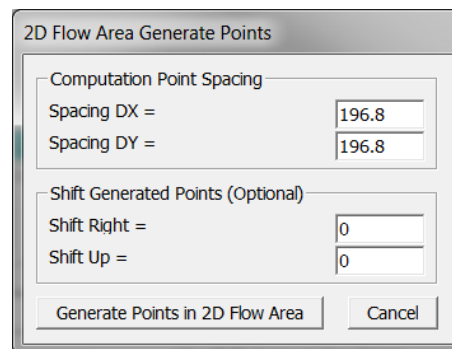 2D Flow Area Generate Points
Computation Point Spacing
Spacing DX = 196.8
Spacing DY = 196.8
Shift Generated Points (Optional)
Shift Right = 0
Shift Up = 0
Generate Points in 2D Flow Area Cancel